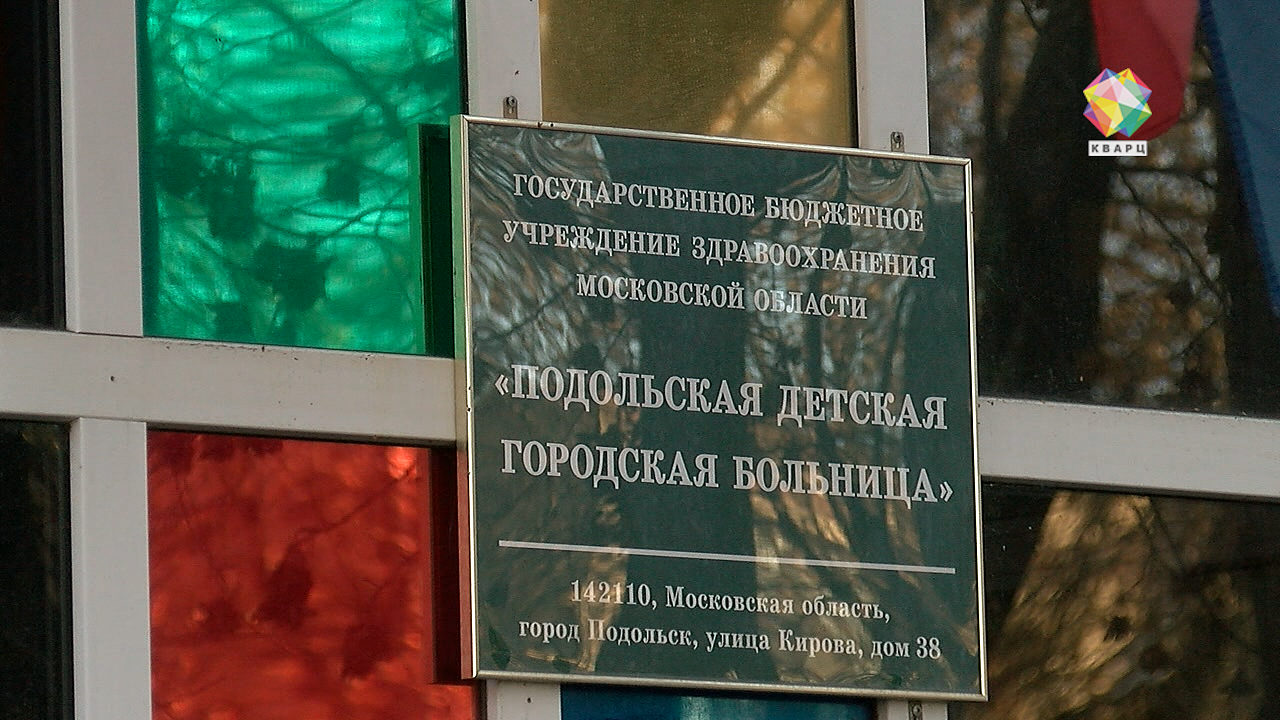 КВАРЦ
ГОСУДАРСТВЕННОЕ БЮДЖЕТНОЕ
УЧРЕЖДЕНИЕ ЗДРАВООХРАНЕНИЯ
МОСКОВСКОЙ ОБЛАСТИ
«ПОДОЛЬСКАЯ ДЕТСКАЯ
ГОРОДСКАЯ БОЛЬНИЦА»
142110, Московская область,
город Подольск, улица Кирова, дом 38